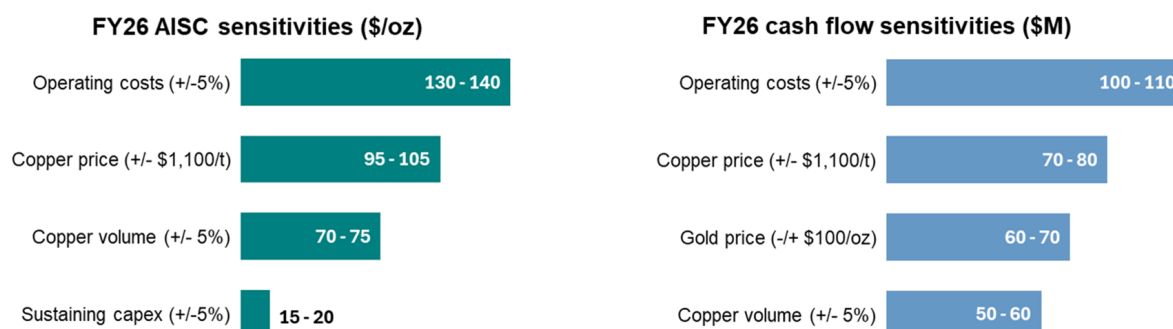 FY26 AISC sensitivities ($/oz)
Operating costs (+/-5%) 130 - 140
Copper price (+/- $1,100/t) 95 - 105
Copper volume (+/- 5%) 70 - 75
Sustaining capex (+/-5%) 15 - 20
FY26 cash flow sensitivities ($M)
Operating costs (+/-5%) 100 - 110
Copper price (+/- $1,100/t) 70 - 80
Gold price (-/+ $100/oz) 60 - 70
Copper volume (+/- 5%) 50 - 60